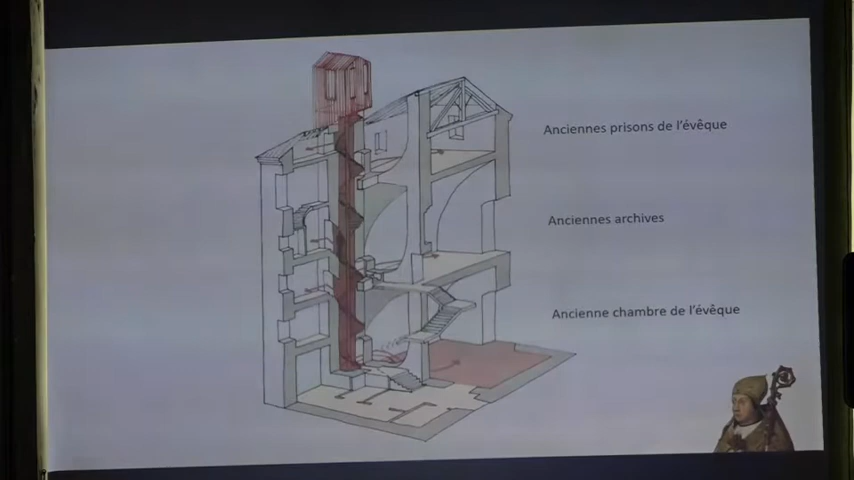 Anciennes prisons de l'évêque
Anciennes archives
Ancienne chambre de l'évêque